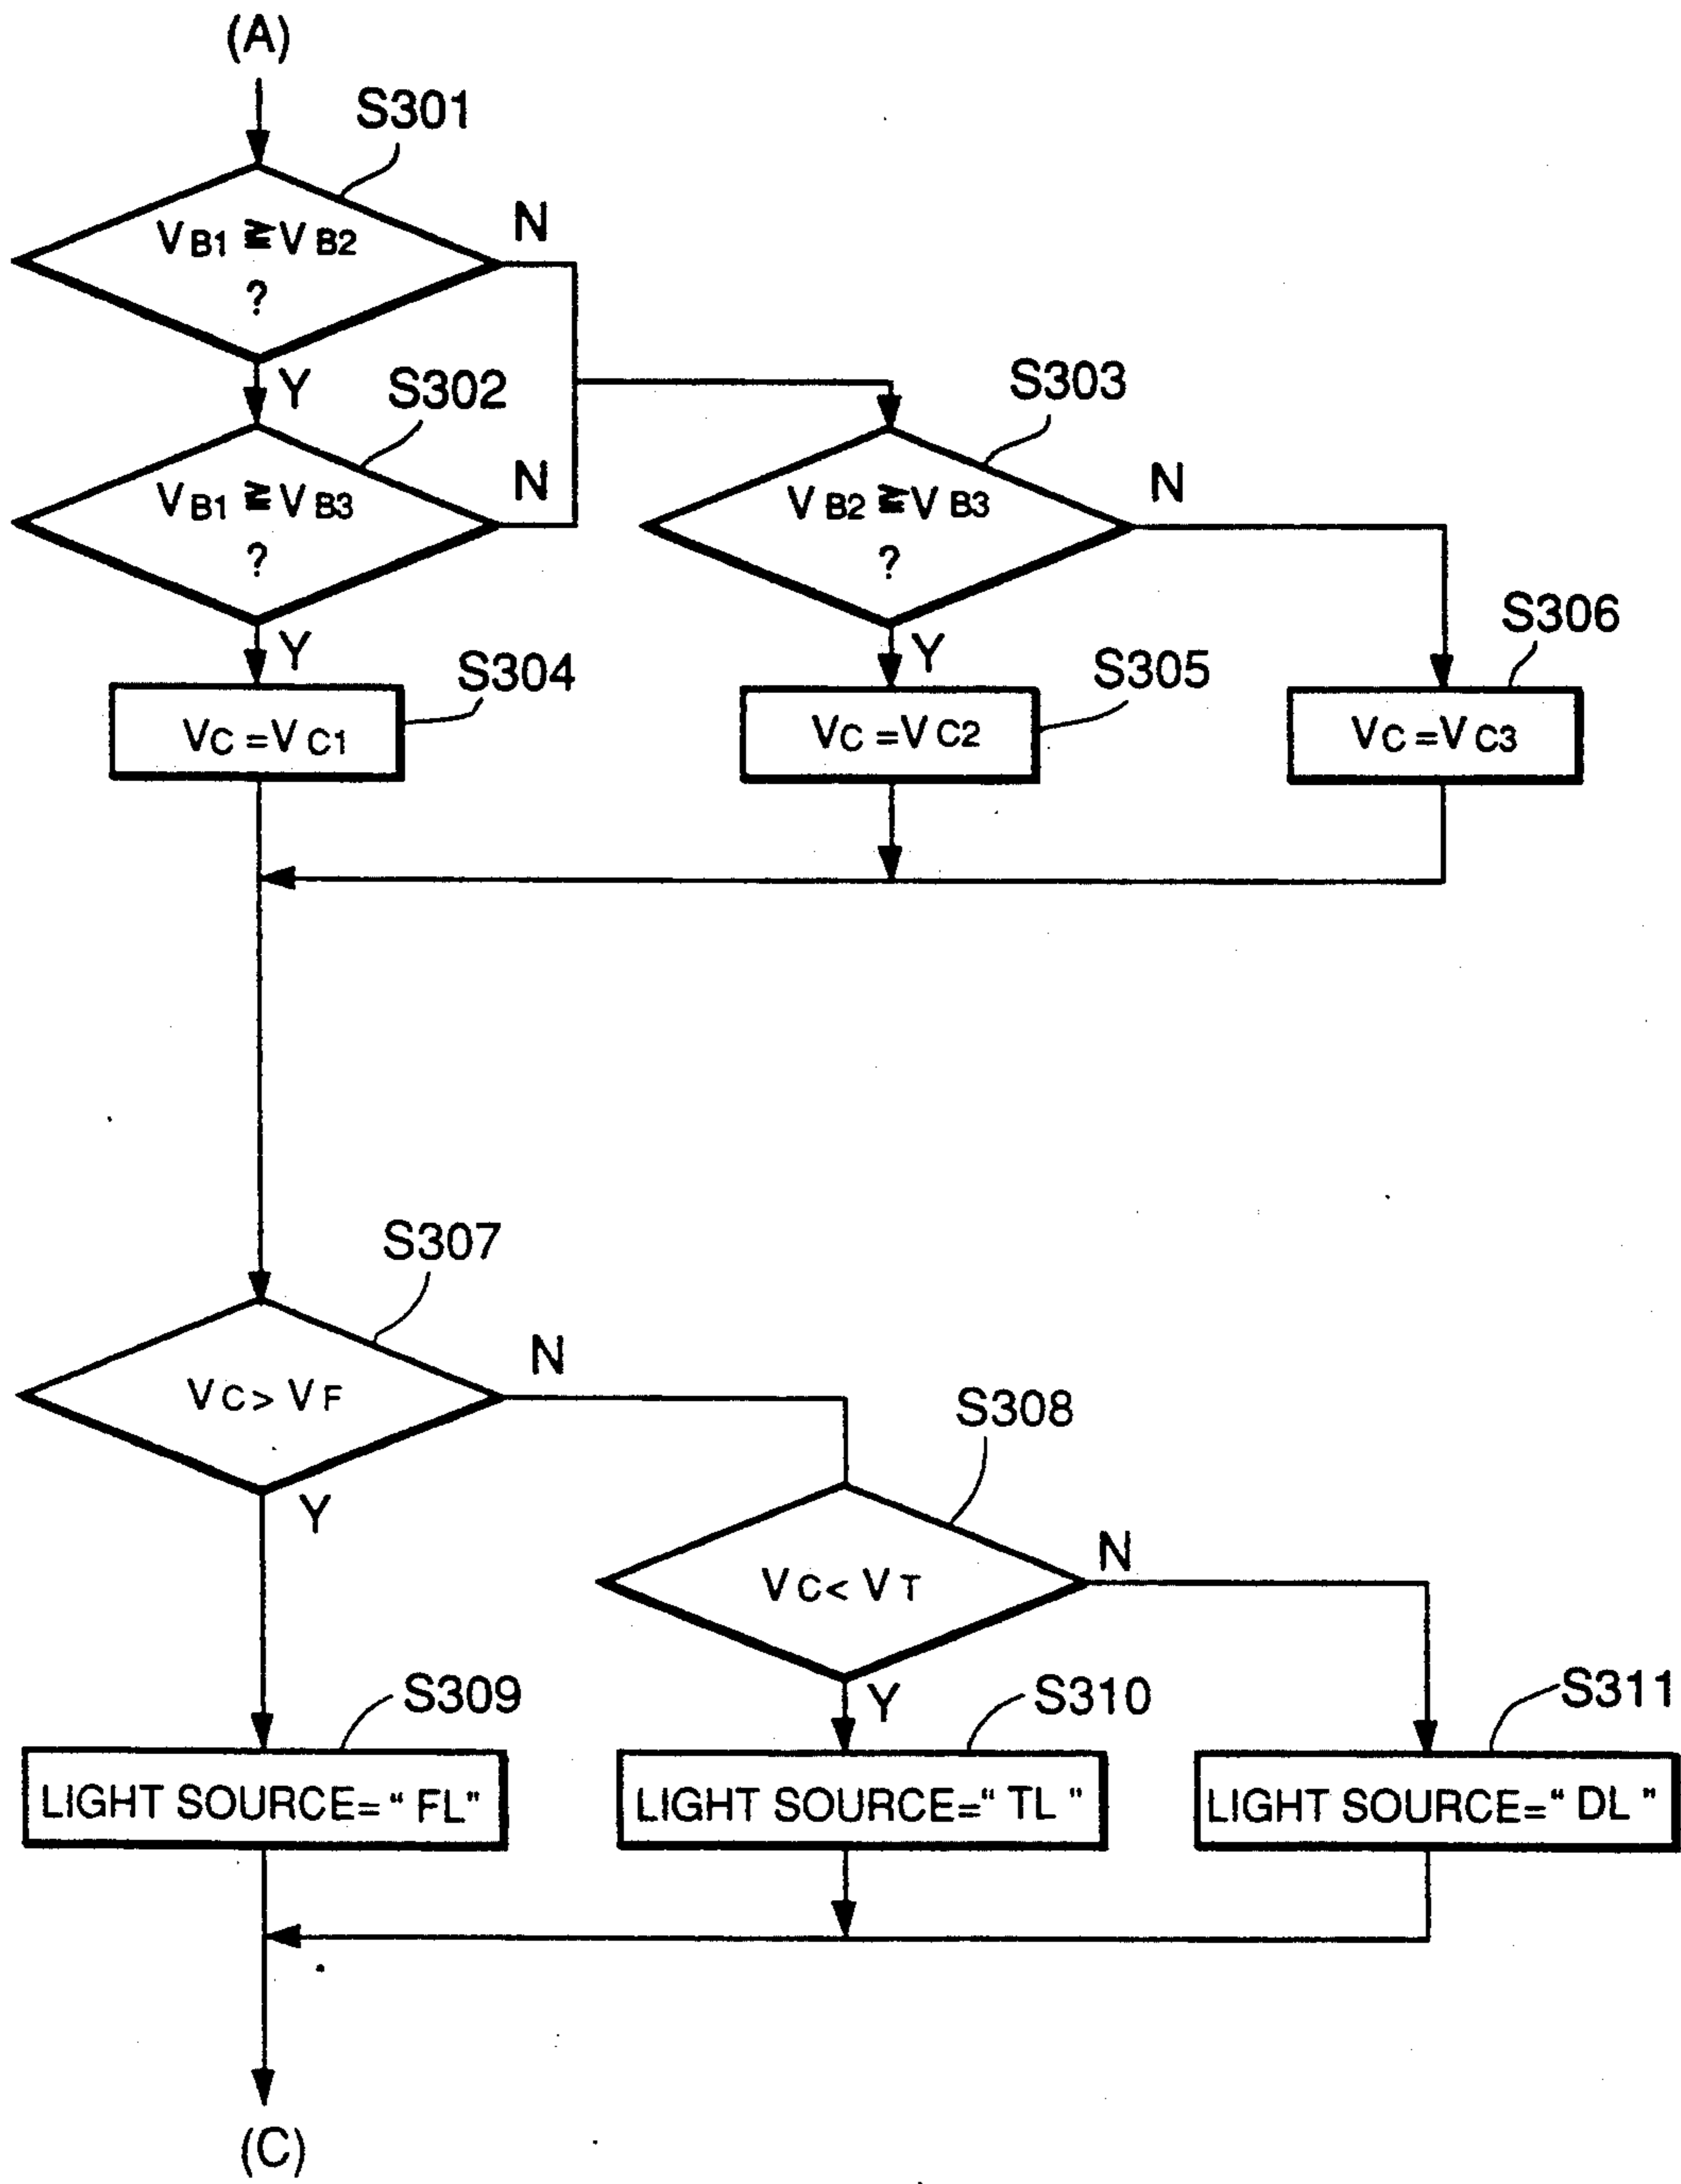 (A)
S301
VB1 ≧ VB2
?
N
Y
S302
VB1 ≧ VB3
?
N
Y
S303
VB2 ≧ VB3
?
N
Y
S304
VC = VC1
S305
VC = VC2
S306
VC = VC3
S307
VC > VF
N
Y
S308
VC < VT
N
Y
S309
LIGHT SOURCE= “ FL”
S310
LIGHT SOURCE= “ TL ”
S311
LIGHT SOURCE= “ DL ”
(C)